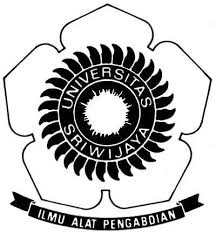 UNIVERSITAS
SRIWIJAYA
ILMU ALAT PENGABDIAN